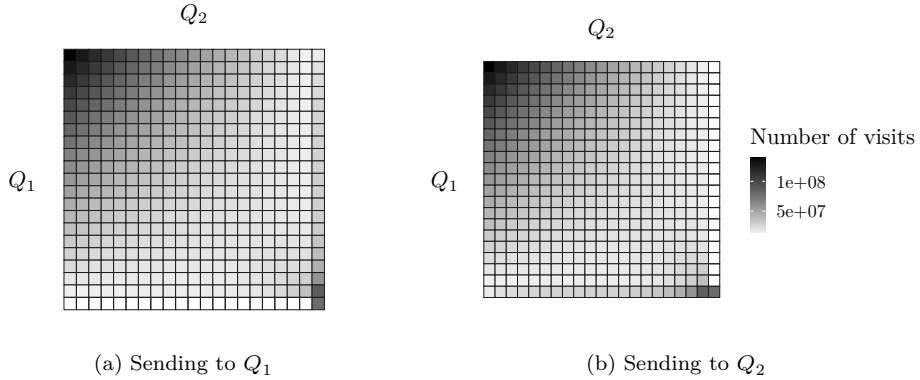 Q₂
Q₂
Q₁
Q₁
Number of visits
1e+08
5e+07
(a) Sending to Q₁
(b) Sending to Q₂